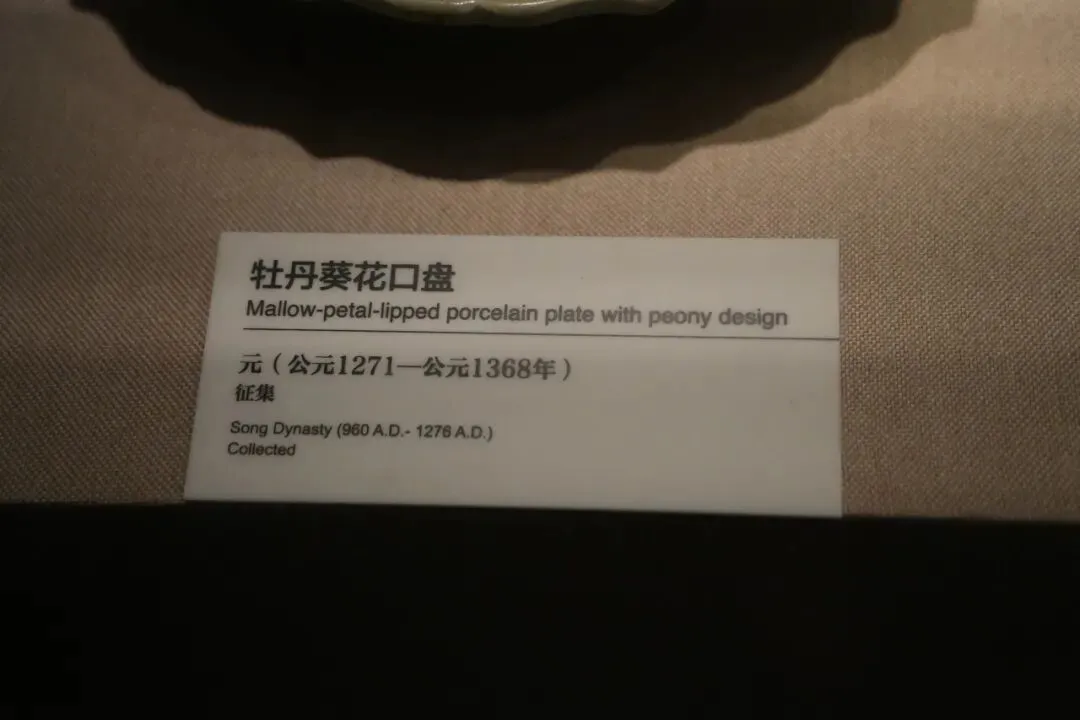 牡丹葵花口盘
Mallow-petal-lipped porcelain plate with peony design
元（公元1271—公元1368年）
征集
Song Dynasty (960 A.D.- 1276 A.D.)
Collected